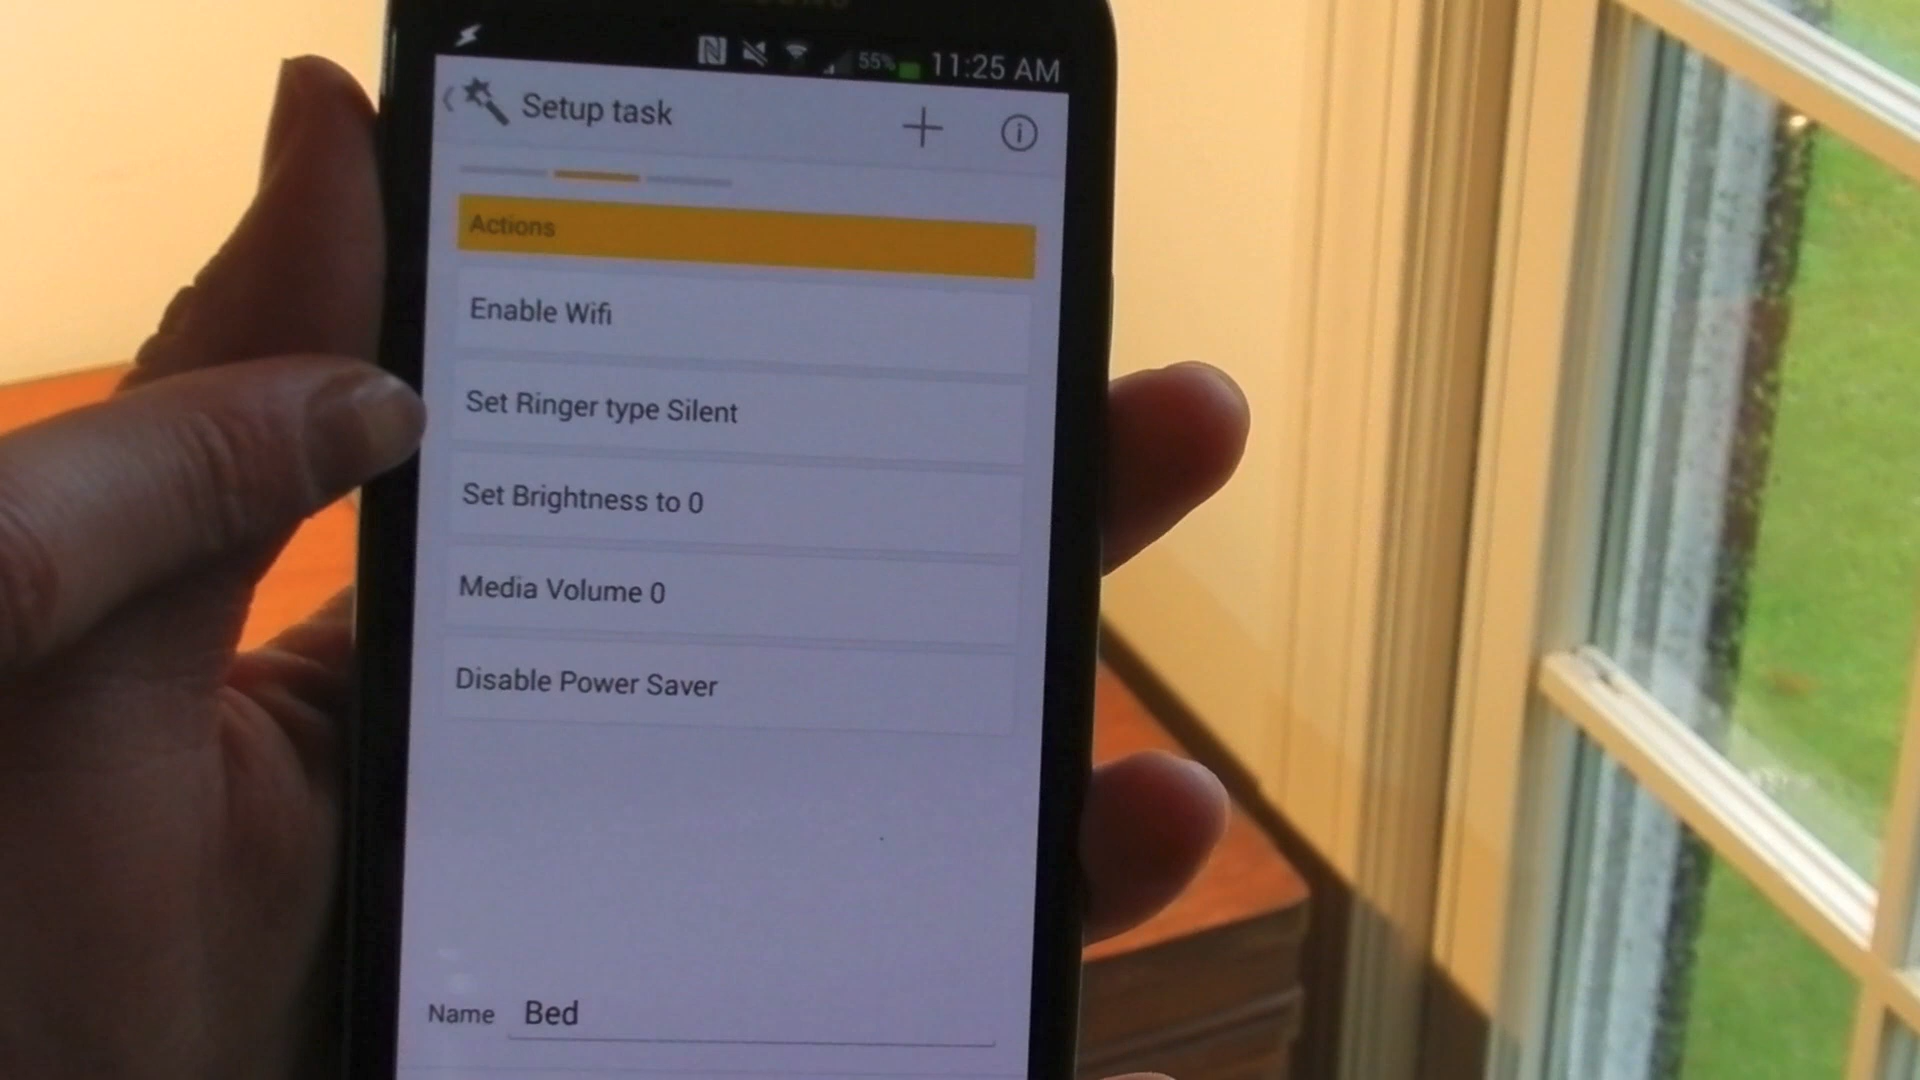 55% 11:25 AM
Setup task
Actions
Enable Wifi
Set Ringer type Silent
Set Brightness to 0
Media Volume 0
Disable Power Saver
Name Bed